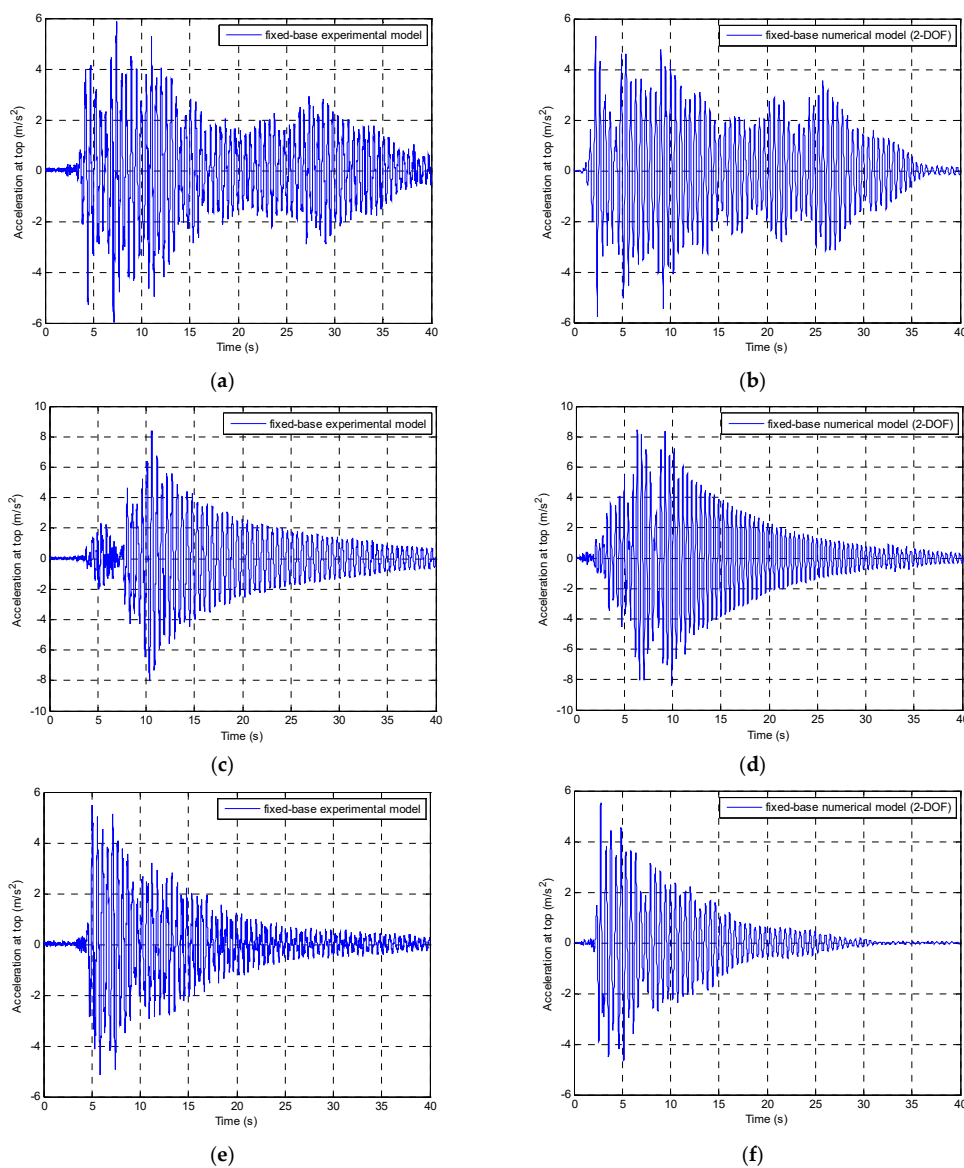 6
4
2
0
-2
-4
-6
Acceleration at top (m/s²)
fixed-base experimental model
0 5 10 15 20 25 30 35 40
Time (s)
(a)
6
4
2
0
-2
-4
-6
Acceleration at top (m/s²)
fixed-base numerical model (2-DOF)
0 5 10 15 20 25 30 35 40
Time (s)
(b)
10
8
6
4
2
0
-2
-4
-6
-8
-10
Acceleration at top (m/s²)
fixed-base experimental model
0 5 10 15 20 25 30 35 40
Time (s)
(c)
10
8
6
4
2
0
-2
-4
-6
-8
-10
Acceleration at top (m/s²)
fixed-base numerical model (2-DOF)
0 5 10 15 20 25 30 35 40
Time (s)
(d)
6
4
2
0
-2
-4
-6
Acceleration at top (m/s²)
fixed-base experimental model
0 5 10 15 20 25 30 35 40
Time (s)
(e)
6
4
2
0
-2
-4
-6
Acceleration at top (m/s²)
fixed-base numerical model (2-DOF)
0 5 10 15 20 25 30 35 40
Time (s)
(f)